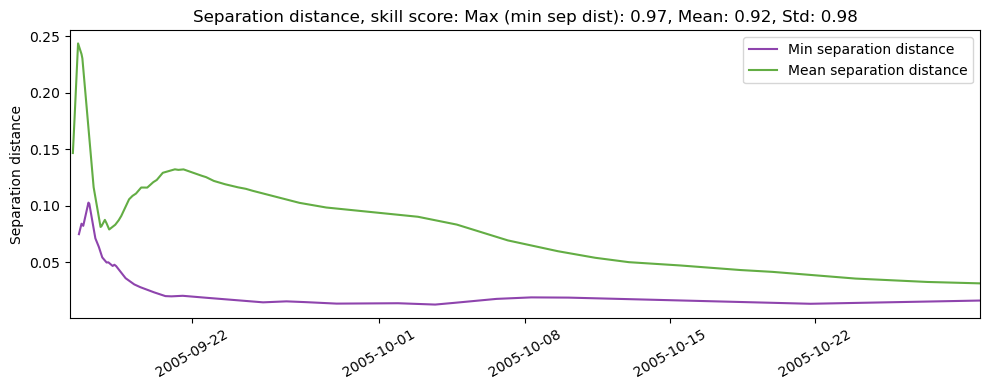 Separation distance, skill score: Max (min sep dist): 0.97, Mean: 0.92, Std: 0.98
Min separation distance
Mean separation distance
Separation distance
0.25
0.20
0.15
0.10
0.05
2005-09-22
2005-10-01
2005-10-08
2005-10-15
2005-10-22